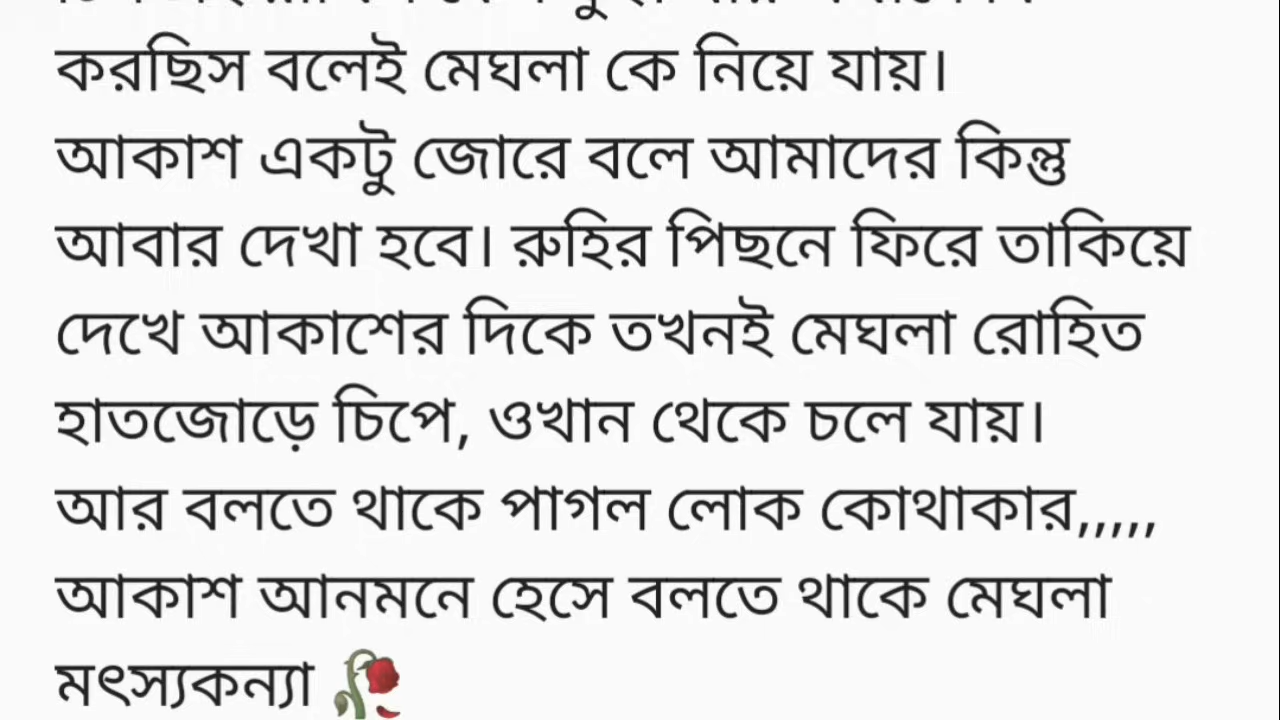 করছিস বলেই মেঘলা কে নিয়ে যায়।
আকাশ একটু জোরে বলে আমাদের কিন্তু
আবার দেখা হবে। রুহির পিছনে ফিরে তাকিয়ে
দেখে আকাশের দিকে তখনই মেঘলা রোহিত
হাতজোড়ে চিপে, ওখান থেকে চলে যায়।
আর বলতে থাকে পাগল লোক কোথাকার,,,,,
আকাশ আনমনে হেসে বলতে থাকে মেঘলা
মৎস্যকন্যা 🥀